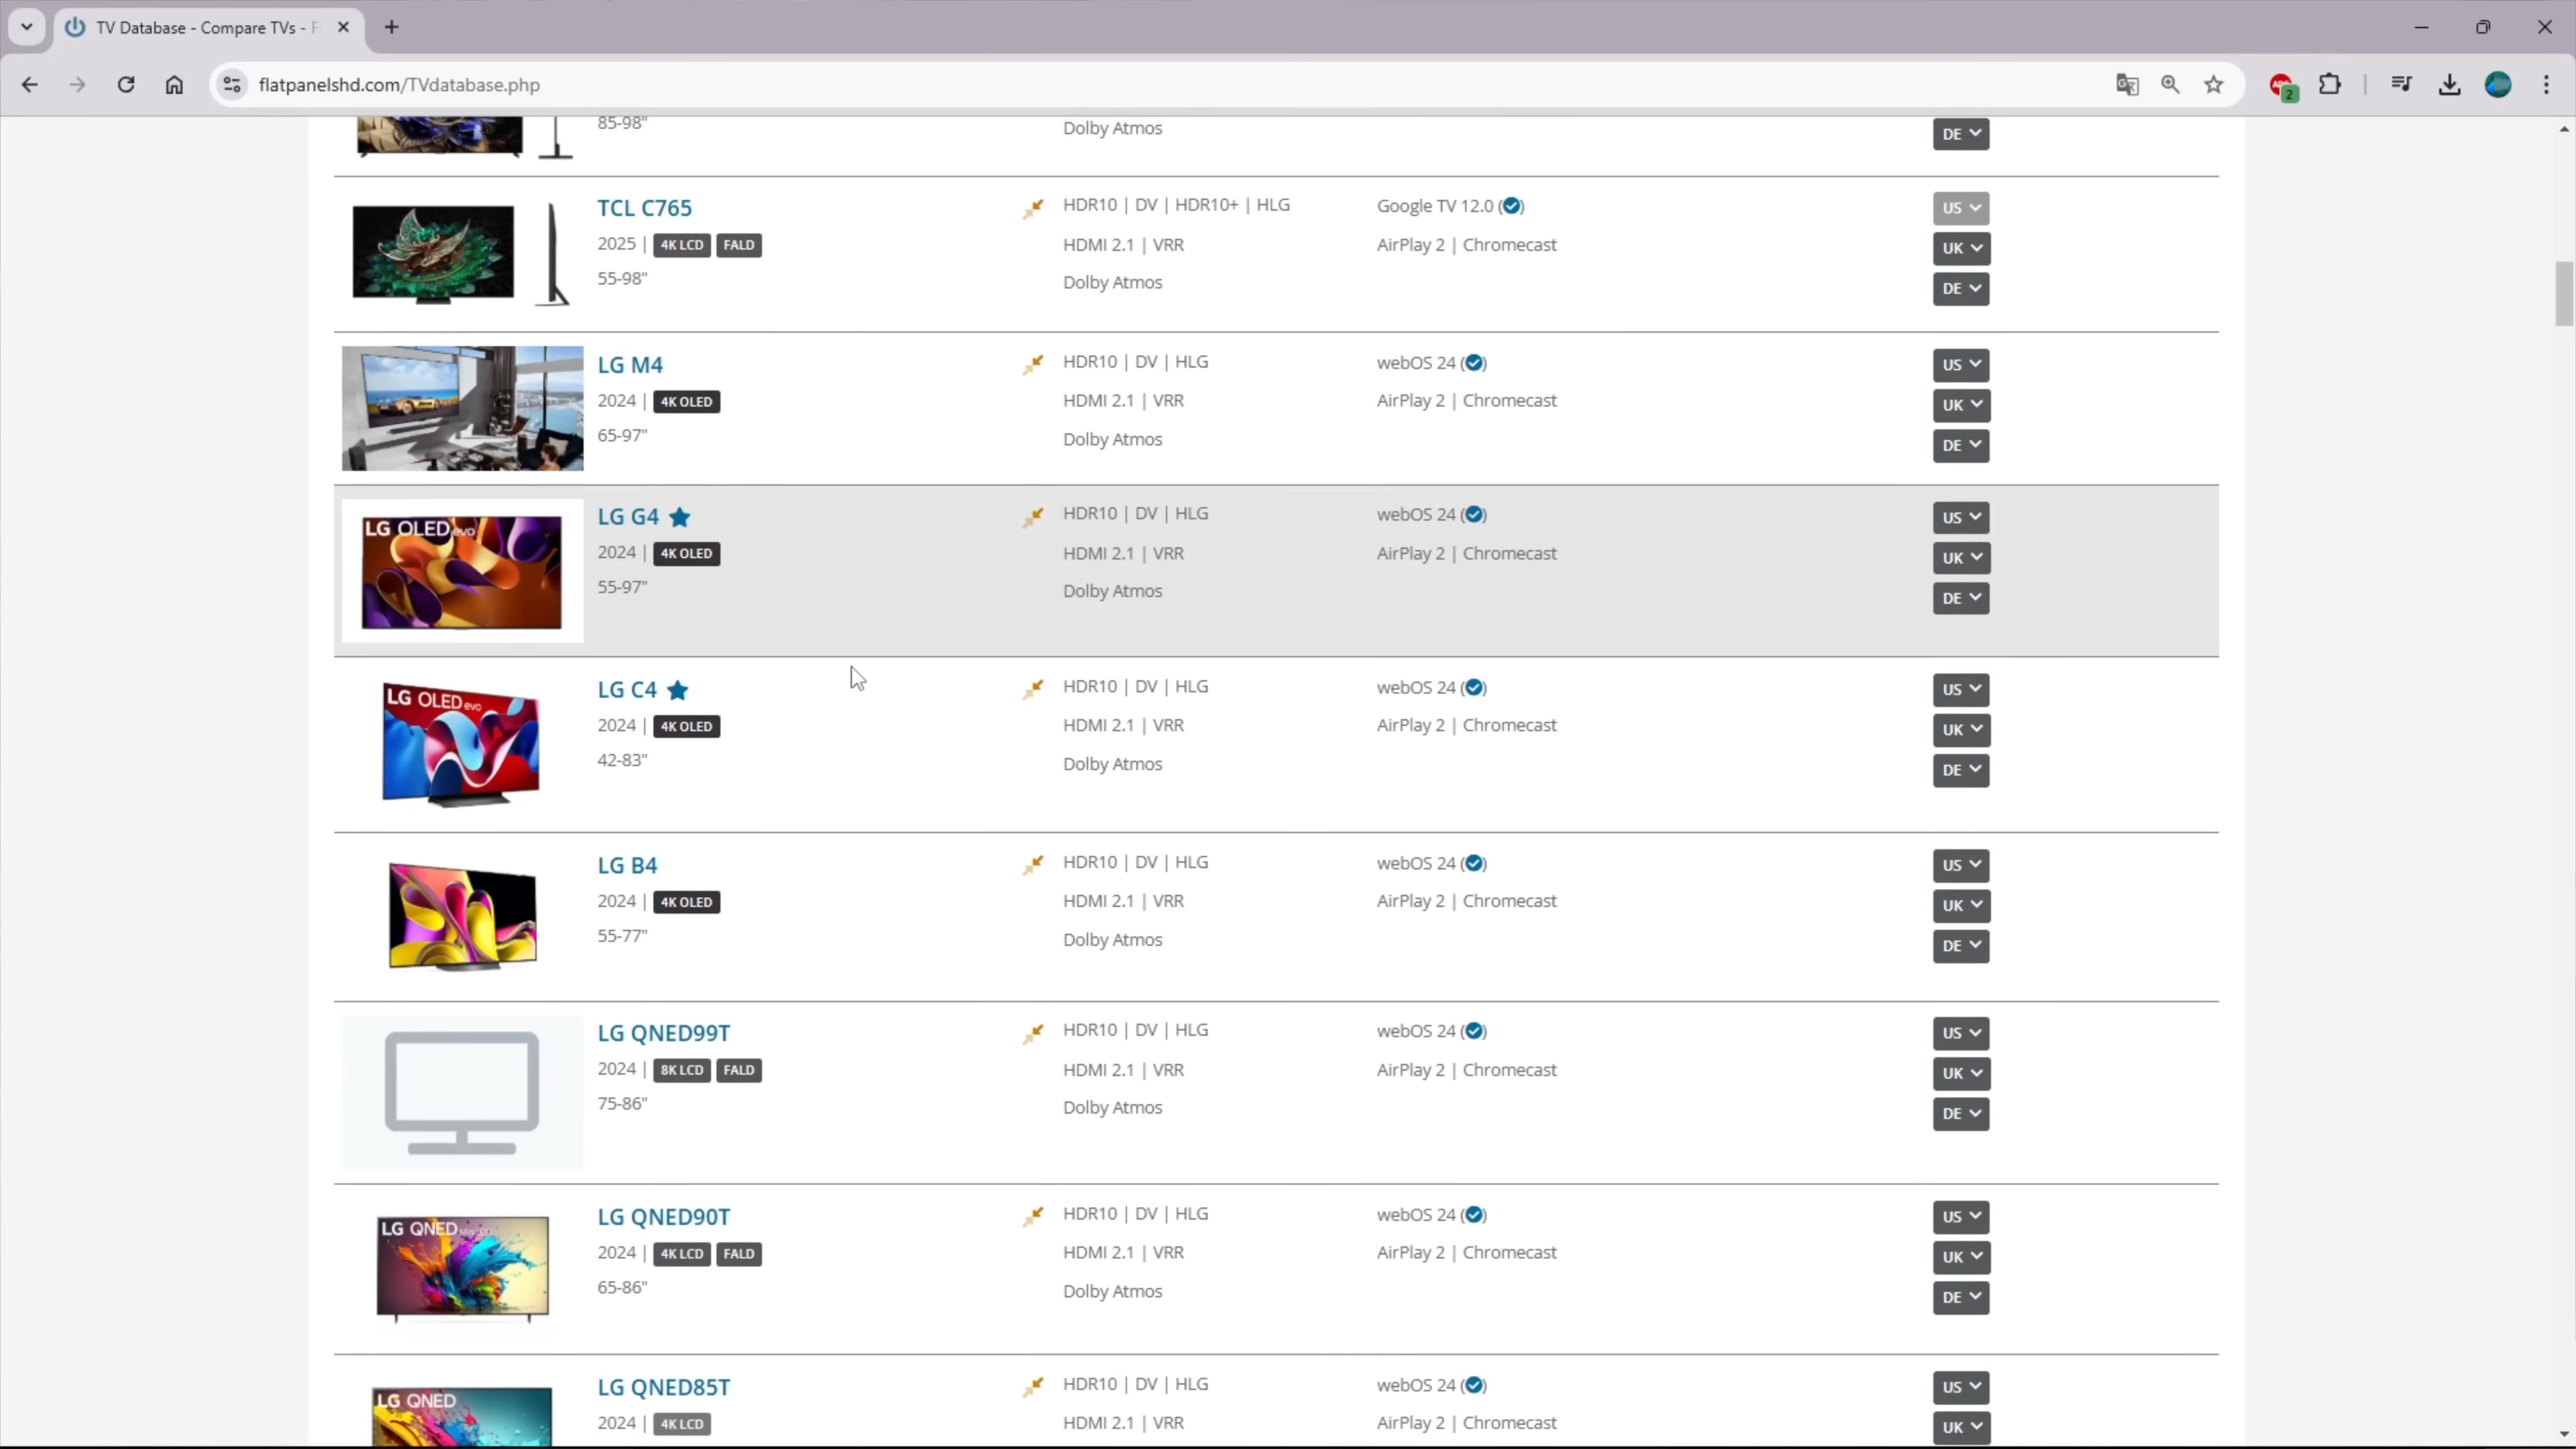 TV Database - Compare TVs - F
flatpanelshd.com/TVdatabase.php
2
85-98"
Dolby Atmos
DE
TCL C765
2025 | 4K LCD FALD
55-98"
HDR10 | DV | HDR10+ | HLG
HDMI 2.1 | VRR
Dolby Atmos
Google TV 12.0 ( )
AirPlay 2 | Chromecast
US
UK
DE
LG M4
2024 | 4K OLED
65-97"
HDR10 | DV | HLG
HDMI 2.1 | VRR
Dolby Atmos
webOS 24 ( )
AirPlay 2 | Chromecast
US
UK
DE
LG OLED evo
LG G4
2024 | 4K OLED
55-97"
HDR10 | DV | HLG
HDMI 2.1 | VRR
Dolby Atmos
webOS 24 ( )
AirPlay 2 | Chromecast
US
UK
DE
LG OLED evo
LG C4
2024 | 4K OLED
42-83"
HDR10 | DV | HLG
HDMI 2.1 | VRR
Dolby Atmos
webOS 24 ( )
AirPlay 2 | Chromecast
US
UK
DE
LG B4
2024 | 4K OLED
55-77"
HDR10 | DV | HLG
HDMI 2.1 | VRR
Dolby Atmos
webOS 24 ( )
AirPlay 2 | Chromecast
US
UK
DE
LG QNED99T
2024 | 8K LCD FALD
75-86"
HDR10 | DV | HLG
HDMI 2.1 | VRR
Dolby Atmos
webOS 24 ( )
AirPlay 2 | Chromecast
US
UK
DE
LG QNED
LG QNED90T
2024 | 4K LCD FALD
65-86"
HDR10 | DV | HLG
HDMI 2.1 | VRR
Dolby Atmos
webOS 24 ( )
AirPlay 2 | Chromecast
US
UK
DE
LG QNED
LG QNED85T
2024 | 4K LCD
HDR10 | DV | HLG
HDMI 2.1 | VRR
webOS 24 ( )
AirPlay 2 | Chromecast
US
UK